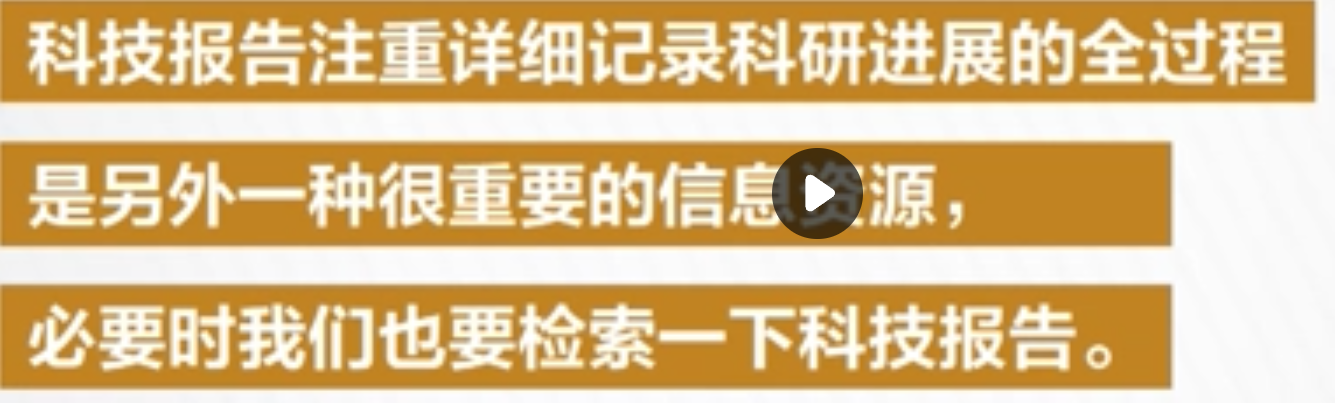 科技报告注重详细记录科研进展的全过程
是另外一种很重要的信息资源，
必要时我们也要检索一下科技报告。